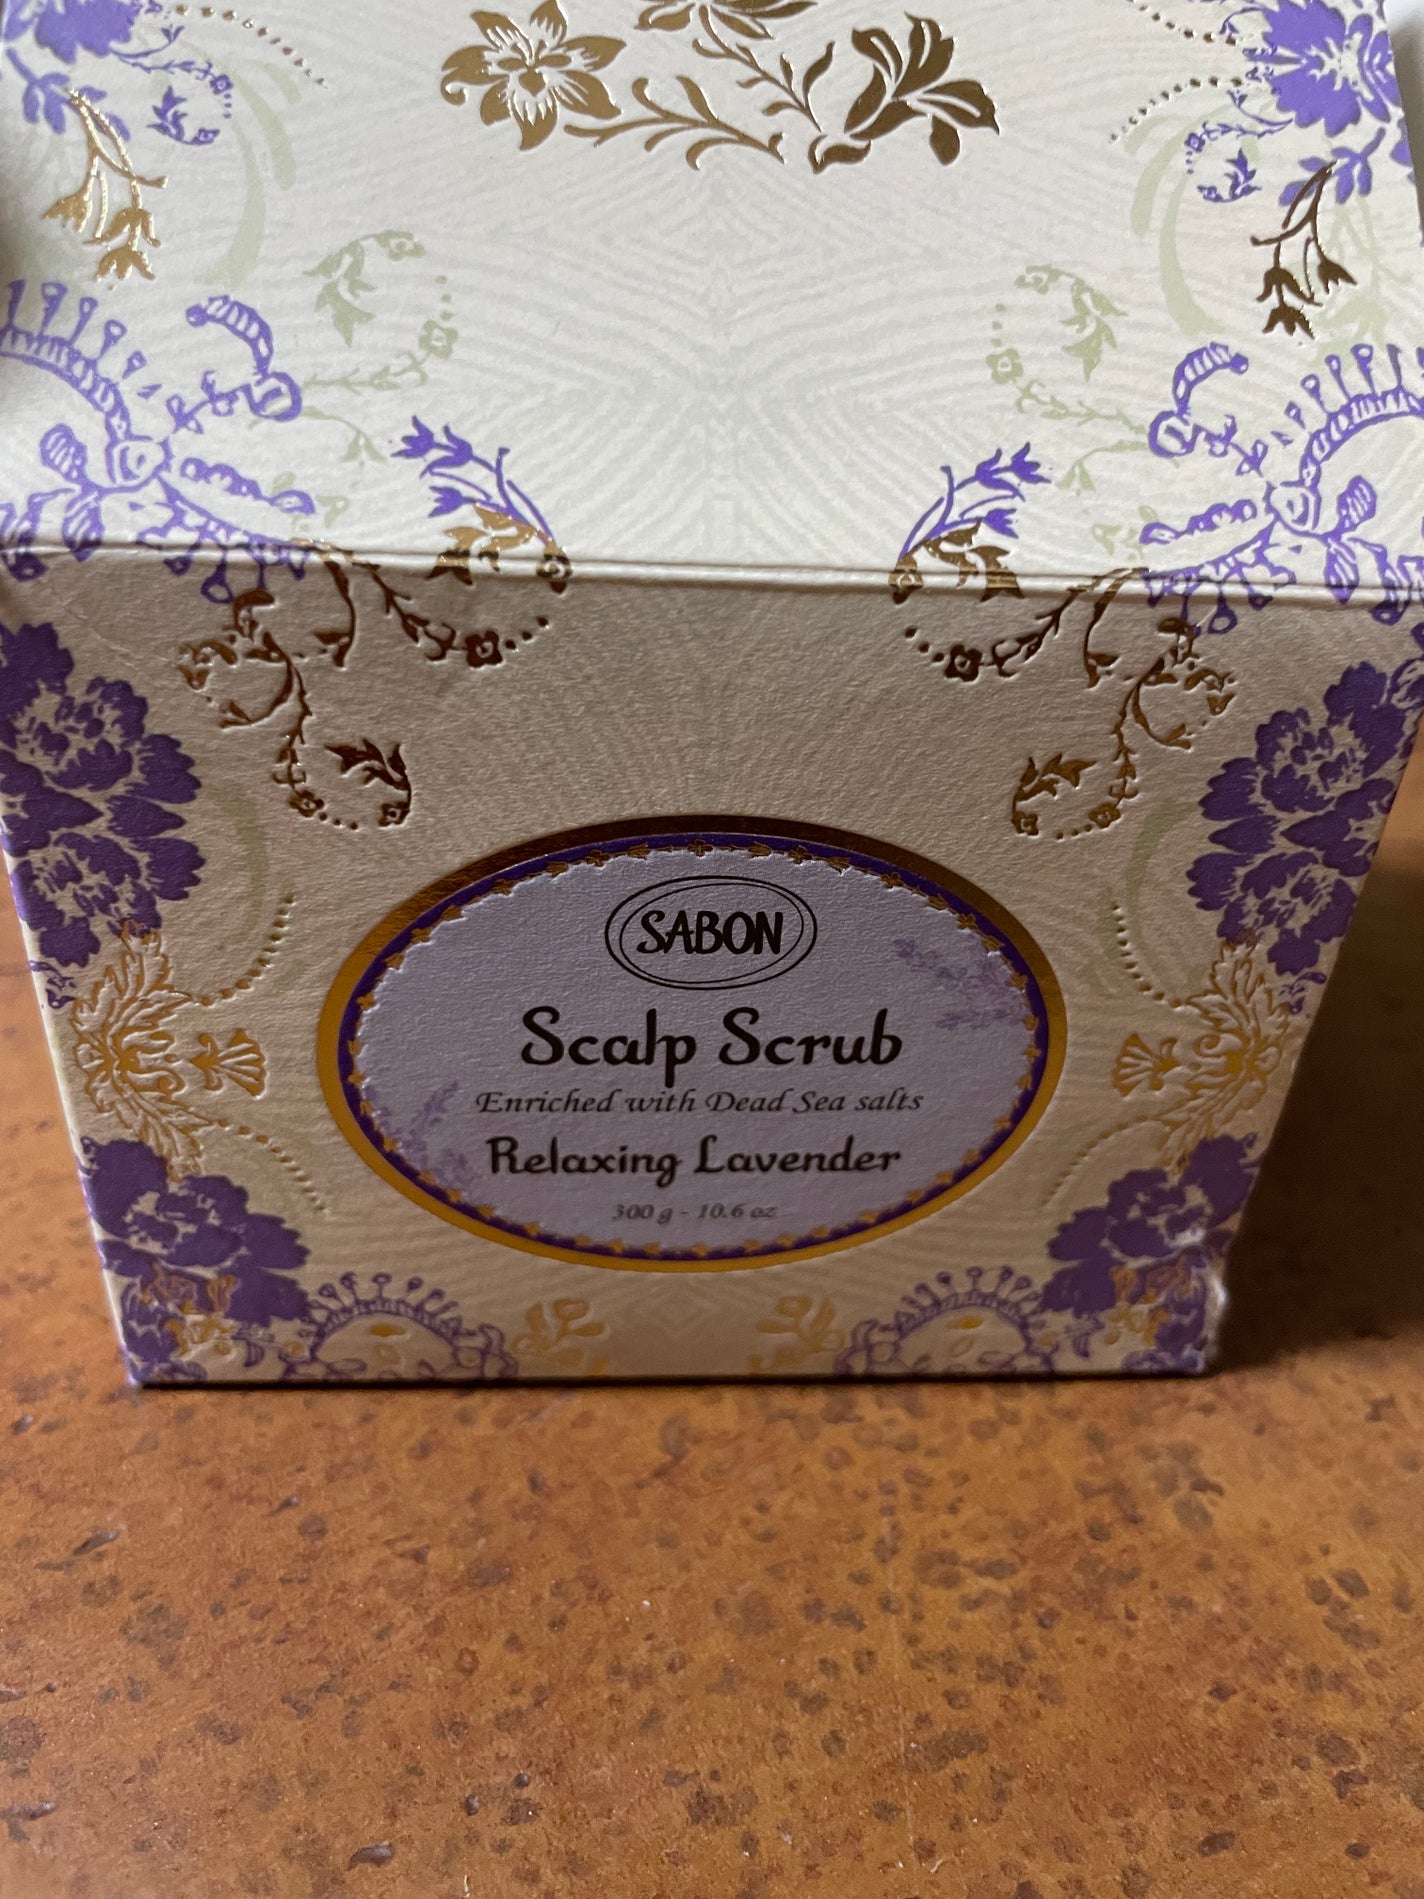 SABON
Scalp Scrub
Enriched with Dead Sea salts
Relaxing Lavender
300 g - 10.6 oz